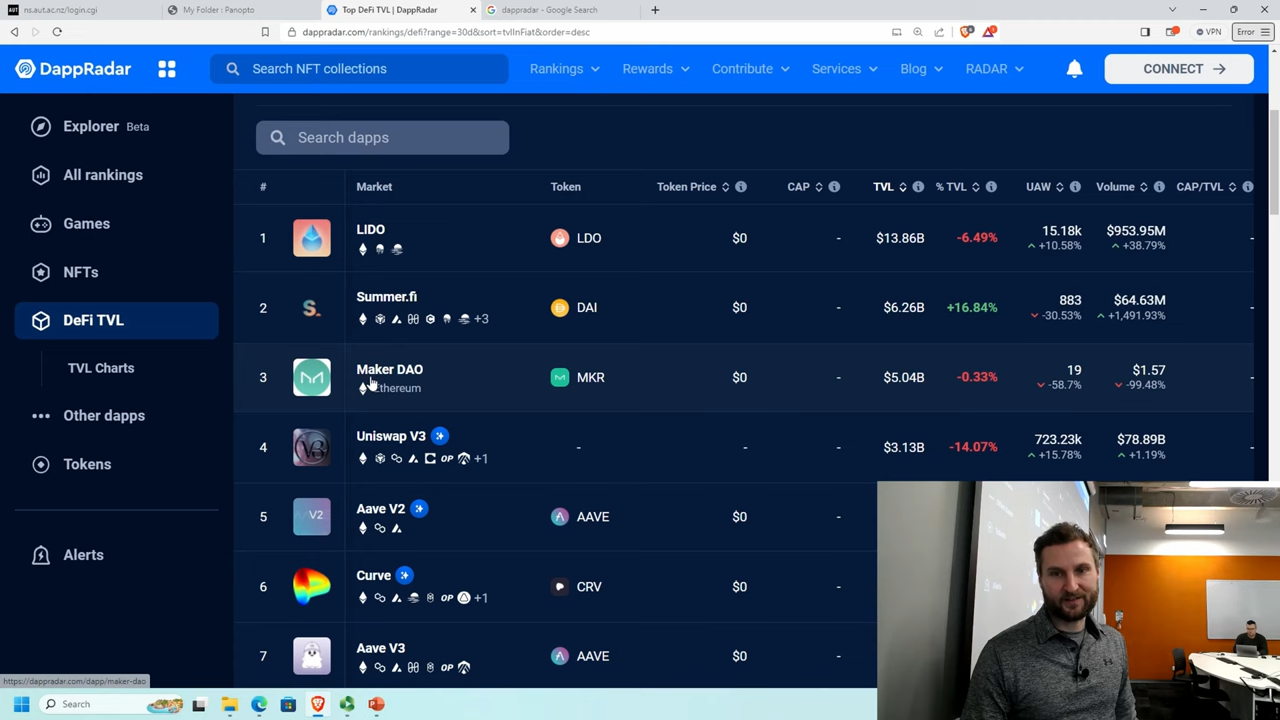 AUT ns.aut.ac.nz/login.cgi
My Folder : Panopto
Top DeFi TVL | DappRadar
dappradar - Google Search
dappradar.com/rankings/defi?range=30d&sort=tvlInFiat&order=desc
VPN
Error
DappRadar
Search NFT collections
Rankings
Rewards
Contribute
Services
Blog
RADAR
CONNECT
Explorer Beta
All rankings
Games
NFTs
DeFi TVL
TVL Charts
Other dapps
Tokens
Alerts
Search dapps
# Market Token Token Price CAP TVL % TVL UAW Volume CAP/TVL
1 LIDO LDO $0 - $13.86B -6.49% 15.18k $953.95M -
+10.58% +38.79%
2 Summer.fi DAI $0 - $6.26B +16.84% 883 $64.63M -
+3 -30.53% +1,491.93%
3 Maker DAO MKR $0 - $5.04B -0.33% 19 $1.57 -
Ethereum -58.7% -99.48%
4 Uniswap V3 - - - $3.13B -14.07% 723.23k $78.89B -
OP +1 +15.78% +1.19%
5 V2 Aave V2 AAVE $0 -
6 Curve CRV $0 -
OP +1
7 Aave V3 AAVE $0 -
OP
https://dappradar.com/dapp/maker-dao
Search